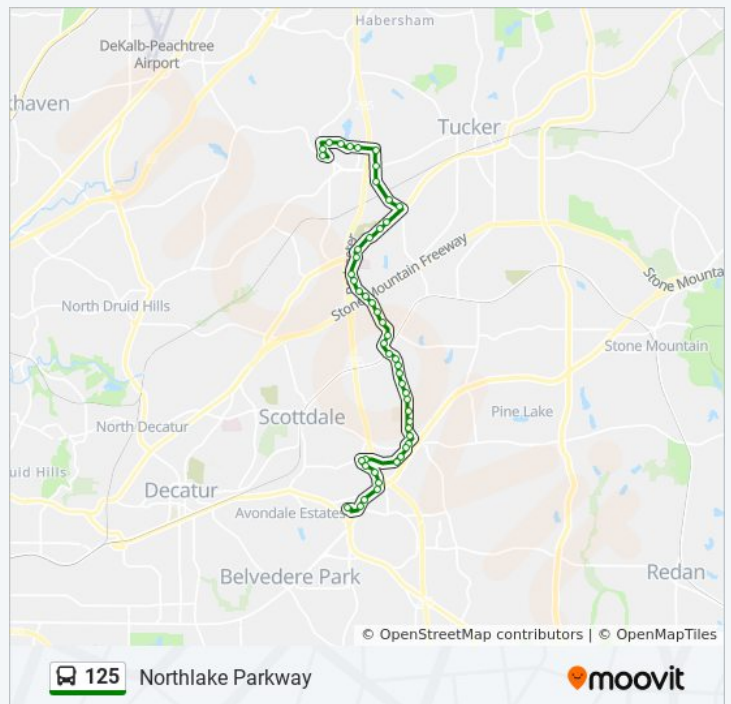 Habersham
DeKalb-Peachtree
Airport
khaven
Tucker
Stone Mountain Freeway
Stone Mounta
North Druid Hills
Stone Mountain
Scottdale
Pine Lake
North Decatur
uid Hills
Decatur
Avondale Estates
Belvedere Park
Redan
© OpenStreetMap contributors | © OpenMapTiles
125 Northlake Parkway
moovit